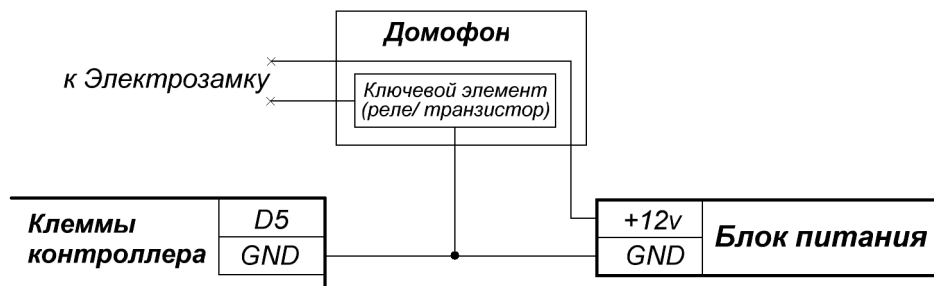 Домофон
к Электрозамку
Ключевой элемент
(реле/ транзистор)
Клеммы
контроллера
D5
GND
+12v
GND
Блок питания